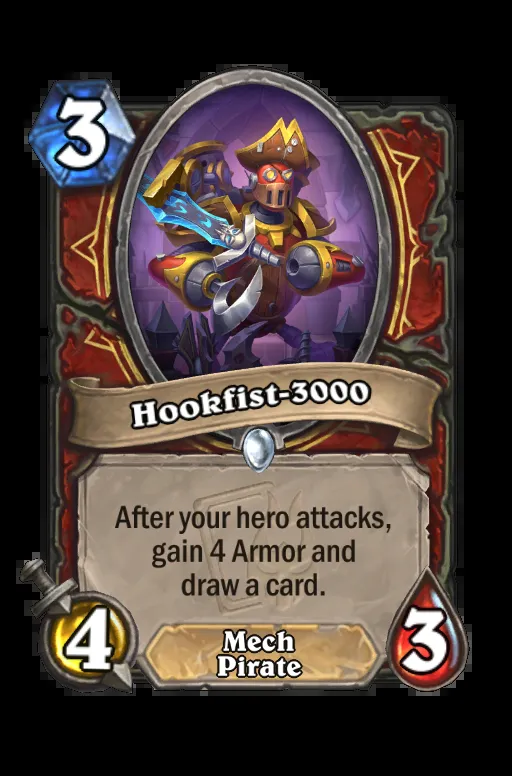 3
Hookfist-3000
After your hero attacks,
gain 4 Armor and
draw a card.
4
Mech
Pirate
3